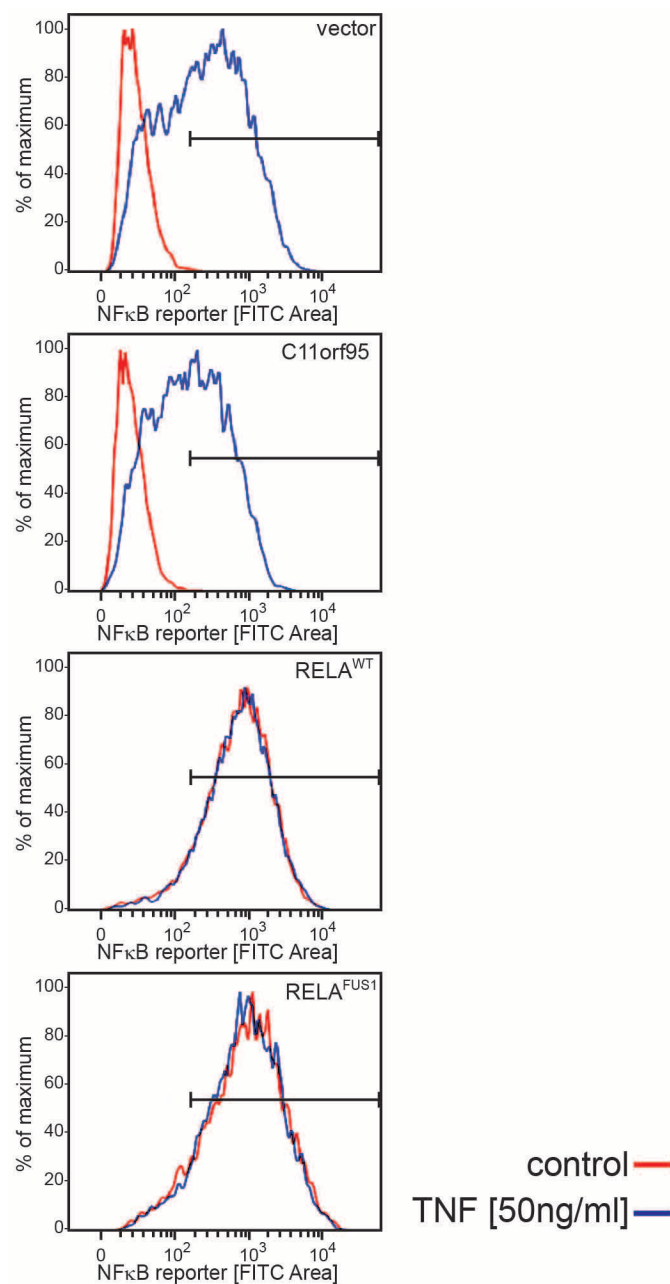 vector
% of maximum
100
80
60
40
20
0
0 10² 10³ 10⁴
NFκB reporter [FITC Area]
C11orf95
% of maximum
100
80
60
40
20
0
0 10² 10³ 10⁴
NFκB reporter [FITC Area]
RELAᵂᵀ
% of maximum
100
80
60
40
20
0
0 10² 10³ 10⁴
NFκB reporter [FITC Area]
RELA^FUS1
% of maximum
100
80
60
40
20
0
0 10² 10³ 10⁴
NFκB reporter [FITC Area]
control
TNF [50ng/ml]